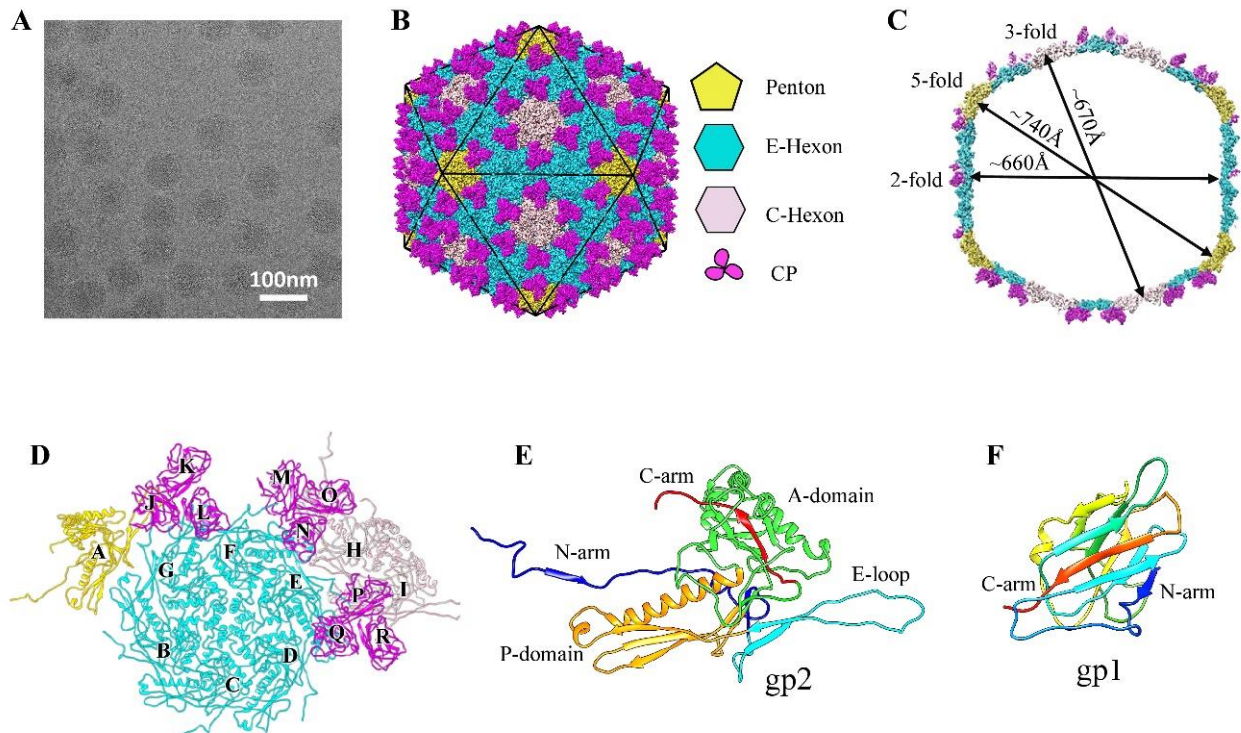 A
100nm
B
Penton
E-Hexon
C-Hexon
CP
C
3-fold
5-fold
2-fold
~740Å
~670Å
~660Å
D
K
M
J
L
O
N
A
F
H
G
E
P
I
B
Q
R
D
C
E
C-arm
A-domain
N-arm
E-loop
P-domain
gp2
F
C-arm
N-arm
gp1